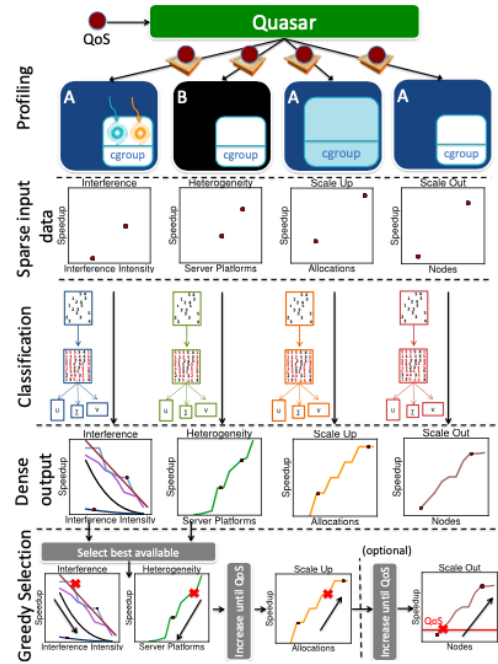 Quasar
QoS
Profiling
A
B
A
A
cgroup
cgroup
cgroup
cgroup
Sparse input
data
Interference
Heterogeneity
Scale Up
Scale Out
Speedup
Speedup
Speedup
Speedup
Interference Intensity
Server Platforms
Allocations
Nodes
Classification
U
Σ
V
U
Σ
V
U
Σ
V
U
Σ
V
Dense
output
Interference
Heterogeneity
Scale Up
Scale Out
Speedup
Speedup
Speedup
Speedup
Interference Intensity
Server Platforms
Allocations
Nodes
Greedy Selection
Select best available
(optional)
Interference
Heterogeneity
Increase until QoS
Scale Up
Increase until QoS
Scale Out
Speedup
Speedup
Speedup
Speedup
QoS
Interference Intensity
Server Platforms
Allocations
Nodes